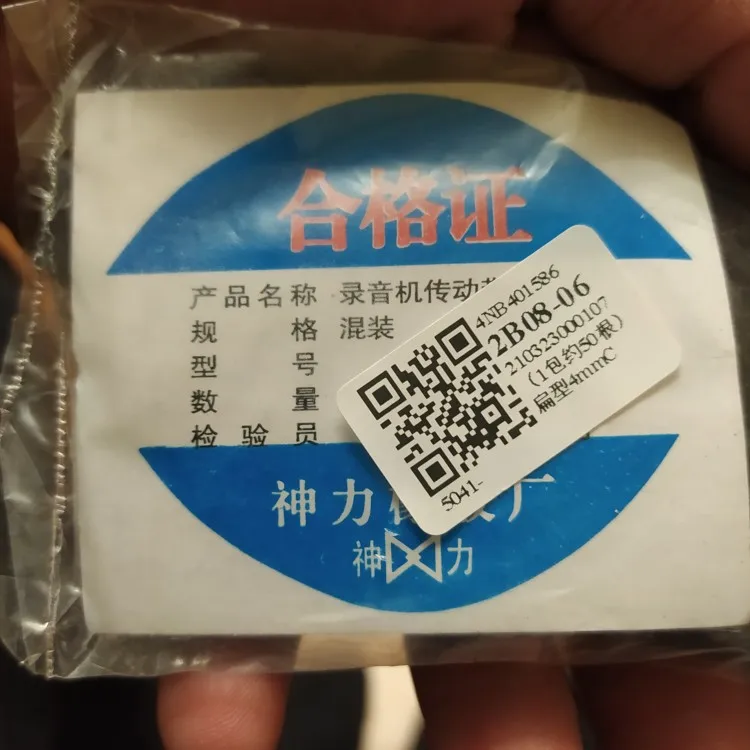 合格证
产品名称 录音机传动
规格 混装
型号
数量
检验员
神力 厂
神 力
4NB401586
2B08-06
210323000107
(1包约50根)
扁型4mmC
5041-